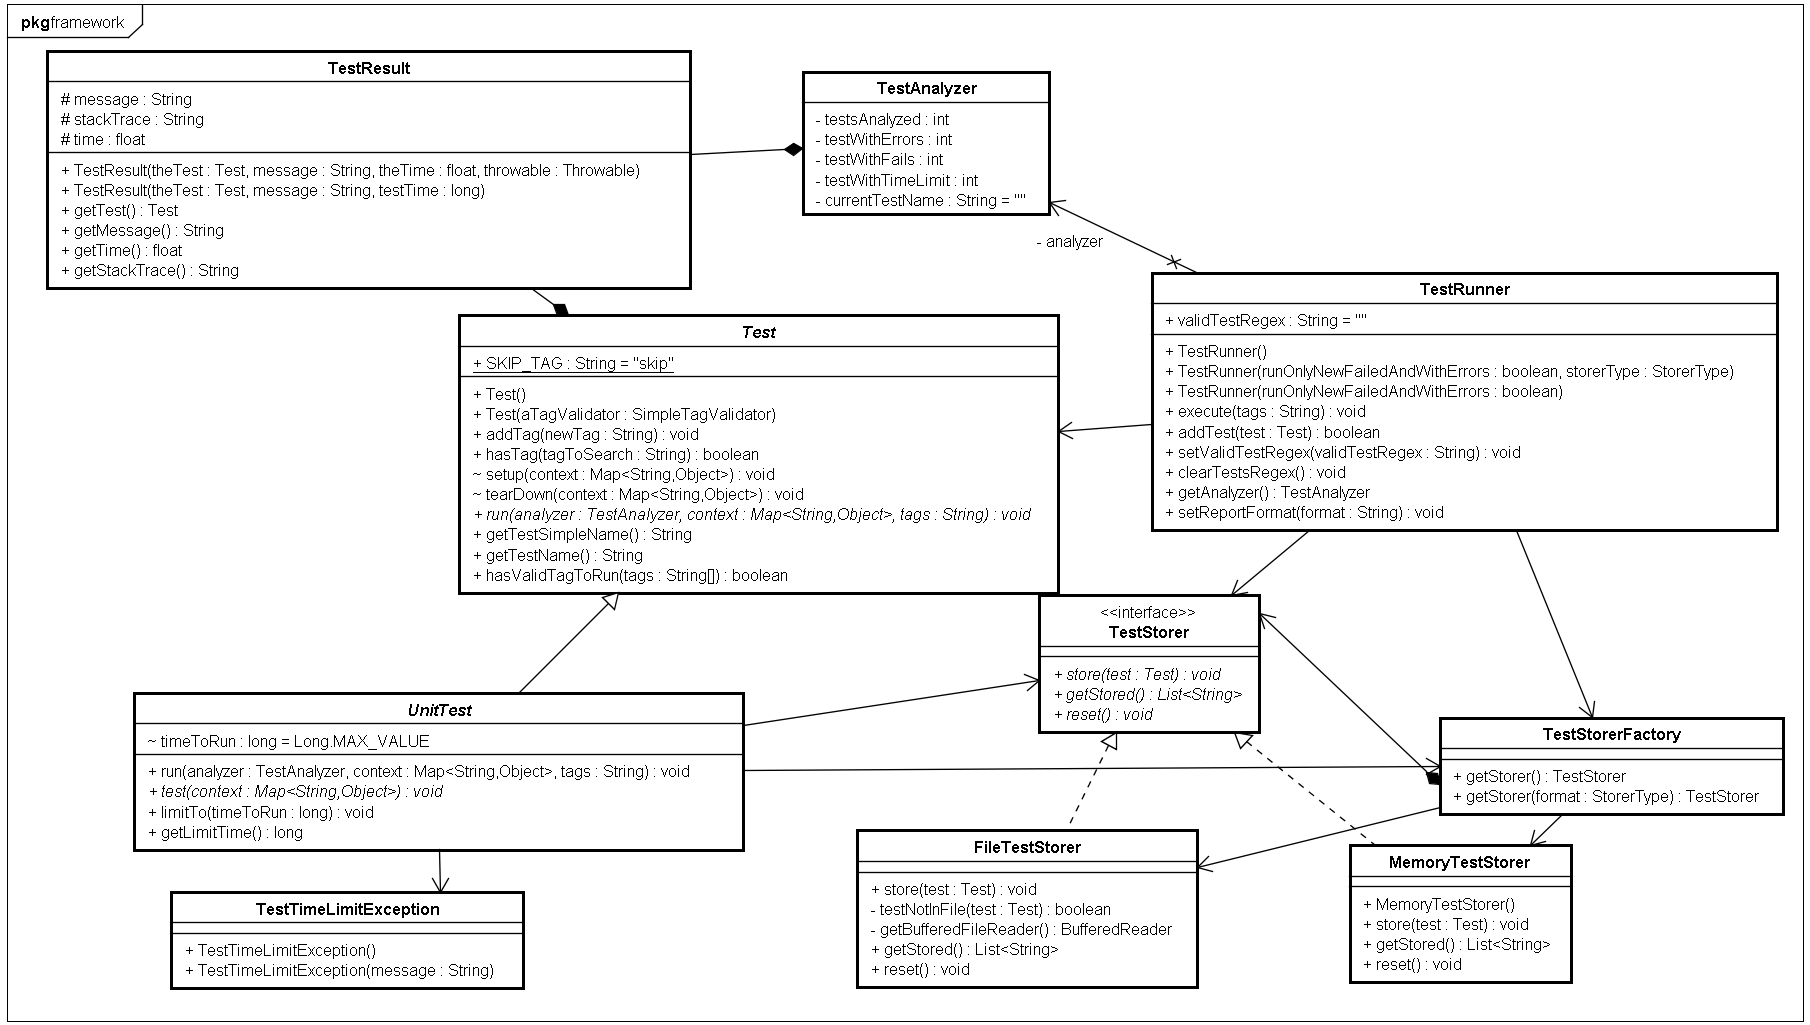 pkgframework
TestResult
# message : String
# stackTrace : String
# time : float
+ TestResult(theTest : Test, message : String, theTime : float, throwable : Throwable)
+ TestResult(theTest : Test, message : String, testTime : long)
+ getTest() : Test
+ getMessage() : String
+ getTime() : float
+ getStackTrace() : String
TestAnalyzer
- testsAnalyzed : int
- testWithErrors : int
- testWithFails : int
- testWithTimeLimit : int
- currentTestName : String = ""
- analyzer
TestRunner
+ validTestRegex : String = ""
+ TestRunner()
+ TestRunner(runOnlyNewFailedAndWithErrors : boolean, storerType : StorerType)
+ TestRunner(runOnlyNewFailedAndWithErrors : boolean)
+ execute(tags : String) : void
+ addTest(test : Test) : boolean
+ setValidTestRegex(validTestRegex : String) : void
+ clearTestsRegex() : void
+ getAnalyzer() : TestAnalyzer
+ setReportFormat(format : String) : void
Test
+ SKIP_TAG : String = "skip"
+ Test()
+ Test(aTagValidator : SimpleTagValidator)
+ addTag(newTag : String) : void
+ hasTag(tagToSearch : String) : boolean
~ setup(context : Map<String,Object>) : void
~ tearDown(context : Map<String,Object>) : void
+ run(analyzer : TestAnalyzer, context : Map<String,Object>, tags : String) : void
+ getTestSimpleName() : String
+ getTestName() : String
+ hasValidTagToRun(tags : String[]) : boolean
<<interface>>
TestStorer
+ store(test : Test) : void
+ getStored() : List<String>
+ reset() : void
UnitTest
~ timeToRun : long = Long.MAX_VALUE
+ run(analyzer : TestAnalyzer, context : Map<String,Object>, tags : String) : void
+ test(context : Map<String,Object>) : void
+ limitTo(timeToRun : long) : void
+ getLimitTime() : long
TestStorerFactory
+ getStorer() : TestStorer
+ getStorer(format : StorerType) : TestStorer
TestTimeLimitException
+ TestTimeLimitException()
+ TestTimeLimitException(message : String)
FileTestStorer
+ store(test : Test) : void
- testNotInFile(test : Test) : boolean
- getBufferedFileReader() : BufferedReader
+ getStored() : List<String>
+ reset() : void
MemoryTestStorer
+ MemoryTestStorer()
+ store(test : Test) : void
+ getStored() : List<String>
+ reset() : void